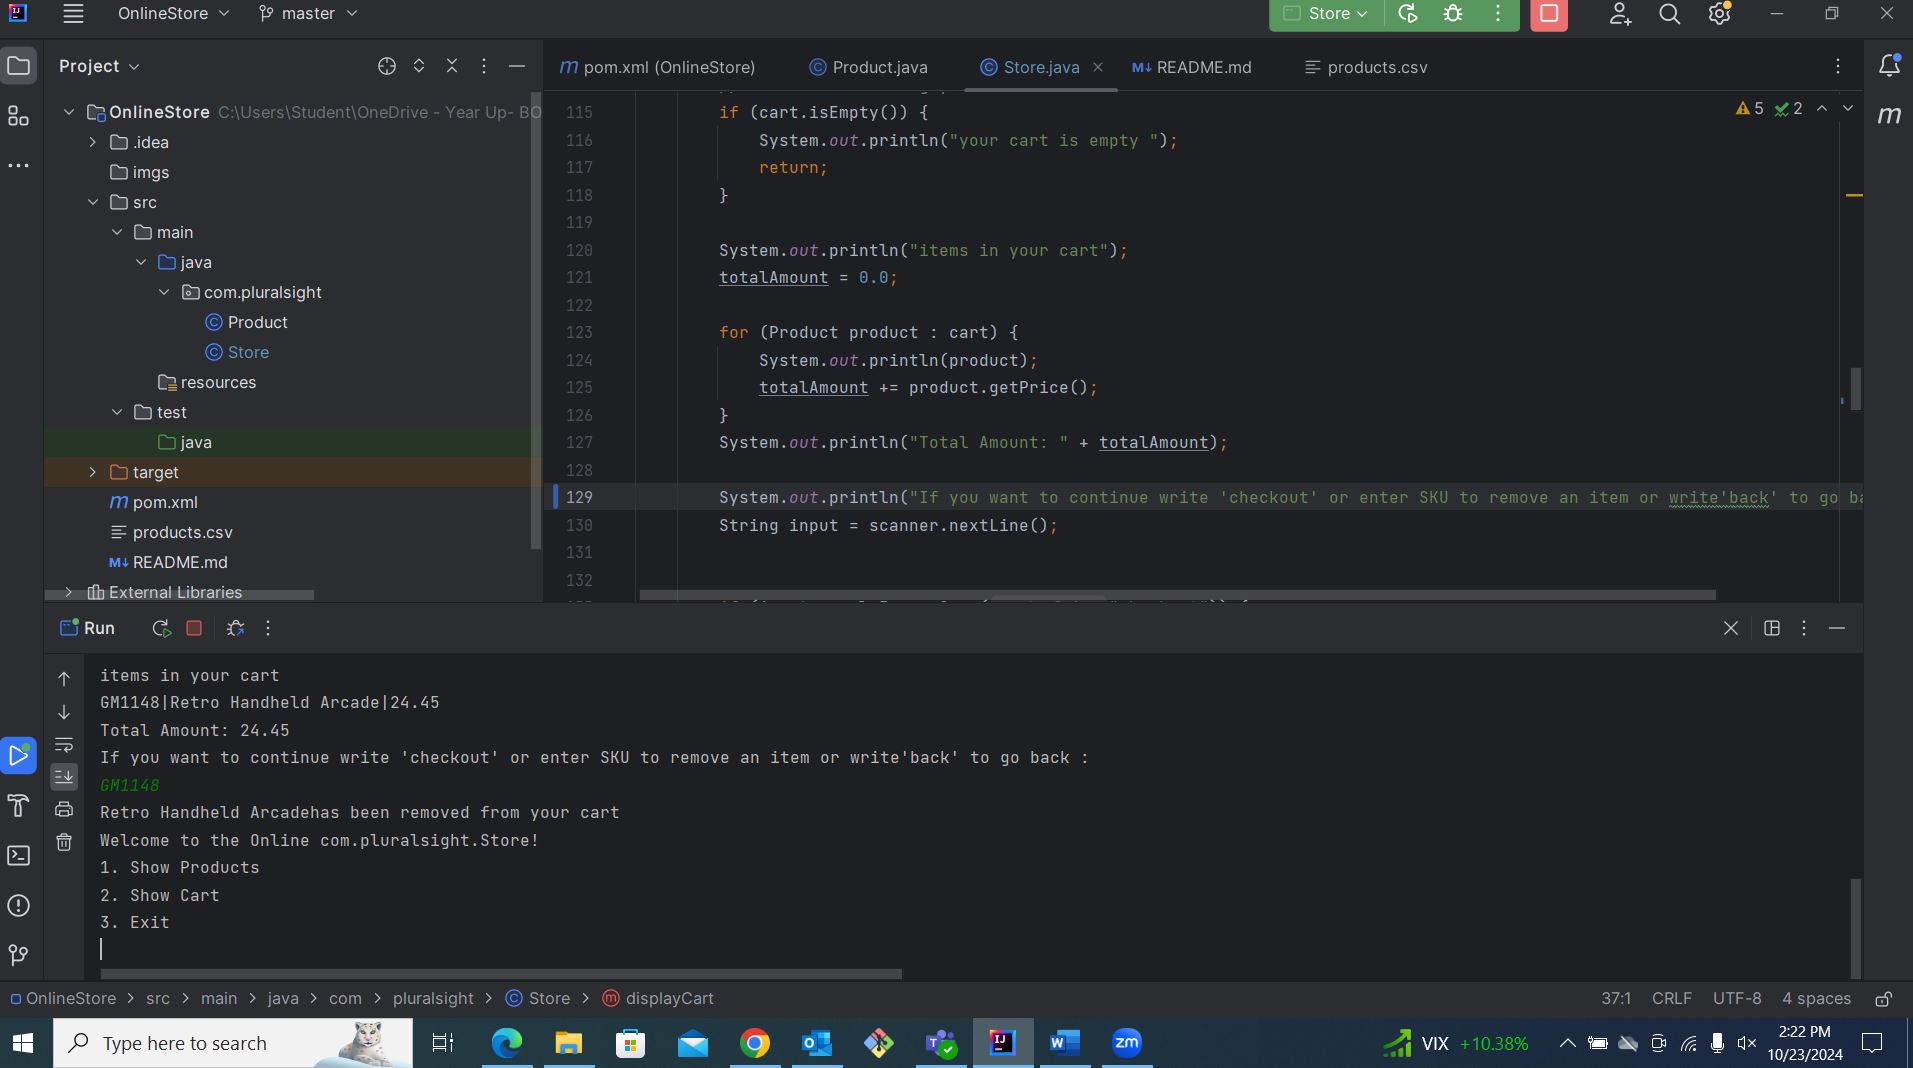 OnlineStore master Store
Project
pom.xml (OnlineStore) Product.java Store.java README.md products.csv
OnlineStore C:\Users\Student\OneDrive - Year Up- BO
.idea
imgs
src
main
java
com.pluralsight
Product
Store
resources
test
java
target
pom.xml
products.csv
README.md
External Libraries
5 2
115 if (cart.isEmpty()) {
116 System.out.println("your cart is empty ");
117 return;
118 }
119
120 System.out.println("items in your cart");
121 totalAmount = 0.0;
122
123 for (Product product : cart) {
124 System.out.println(product);
125 totalAmount += product.getPrice();
126 }
127 System.out.println("Total Amount: " + totalAmount);
128
129 System.out.println("If you want to continue write 'checkout' or enter SKU to remove an item or write'back' to go ba
130 String input = scanner.nextLine();
131
132
Run
items in your cart
GM1148|Retro Handheld Arcade|24.45
Total Amount: 24.45
If you want to continue write 'checkout' or enter SKU to remove an item or write'back' to go back :
GM1148
Retro Handheld Arcadehas been removed from your cart
Welcome to the Online com.pluralsight.Store!
1. Show Products
2. Show Cart
3. Exit
OnlineStore > src > main > java > com > pluralsight > Store > displayCart 37:1 CRLF UTF-8 4 spaces
Type here to search
VIX +10.38%
2:22 PM
10/23/2024